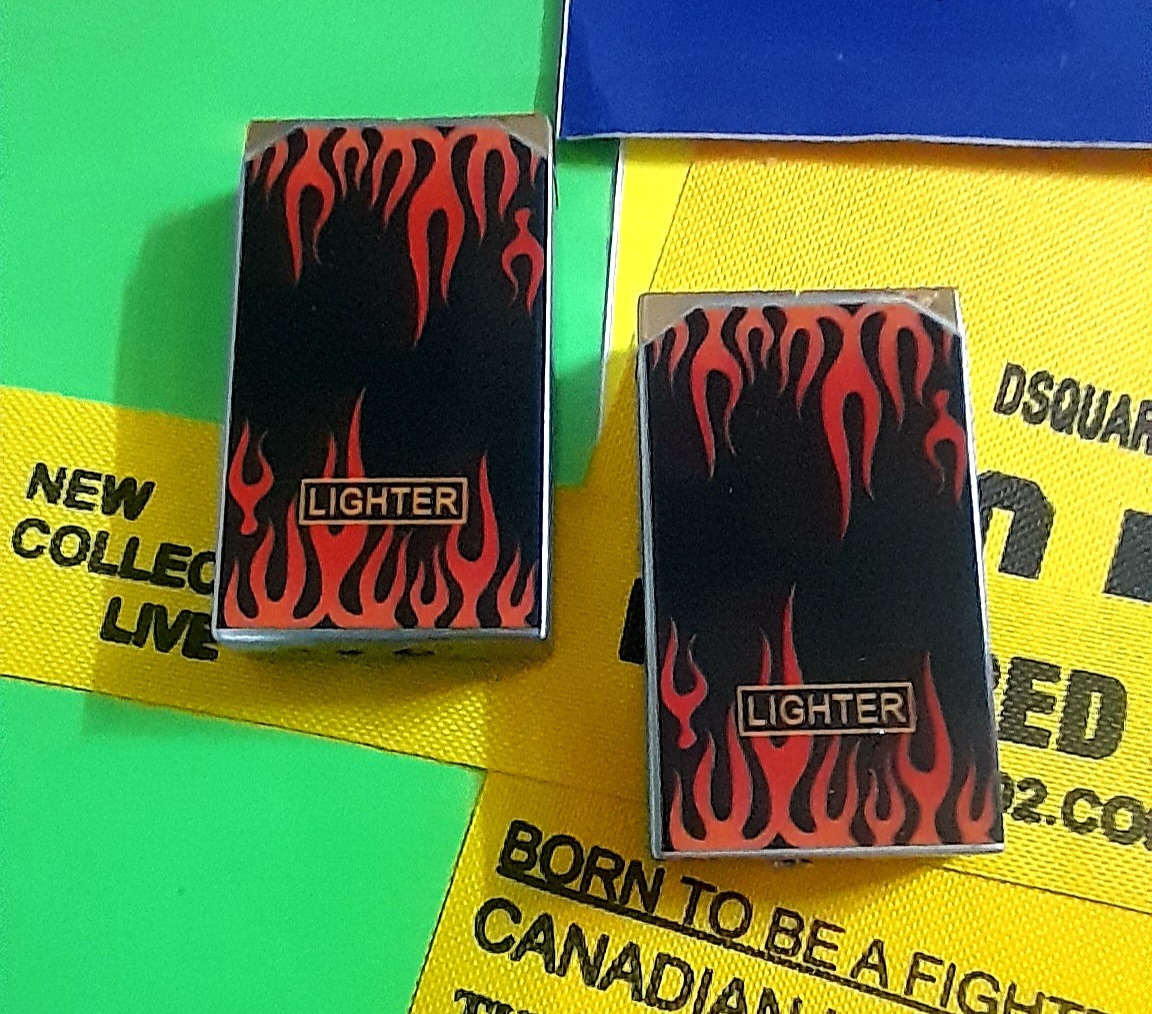 NEW
COLLEC
LIVE
LIGHTER
LIGHTER
DSQUAR
RED
2.CO
BORN TO BE A FIGHT
CANADIAN